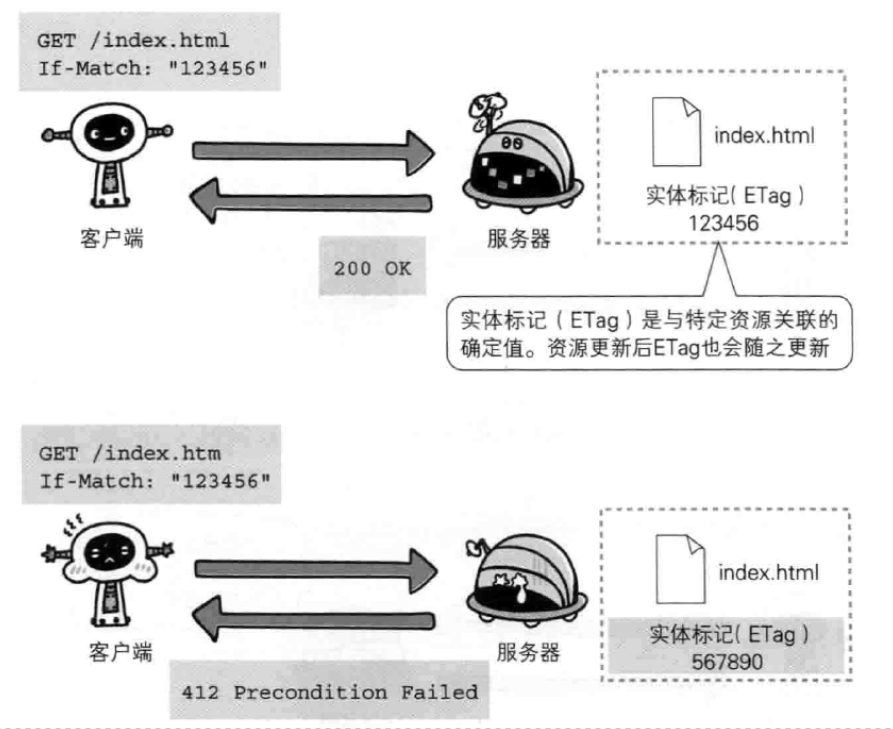 GET /index.html
If-Match: "123456"
index.html
实体标记( ETag )
123456
客户端
服务器
200 OK
实体标记（ETag）是与特定资源关联的
确定值。资源更新后ETag也会随之更新
GET /index.htm
If-Match: "123456"
index.html
实体标记( ETag )
567890
客户端
服务器
412 Precondition Failed